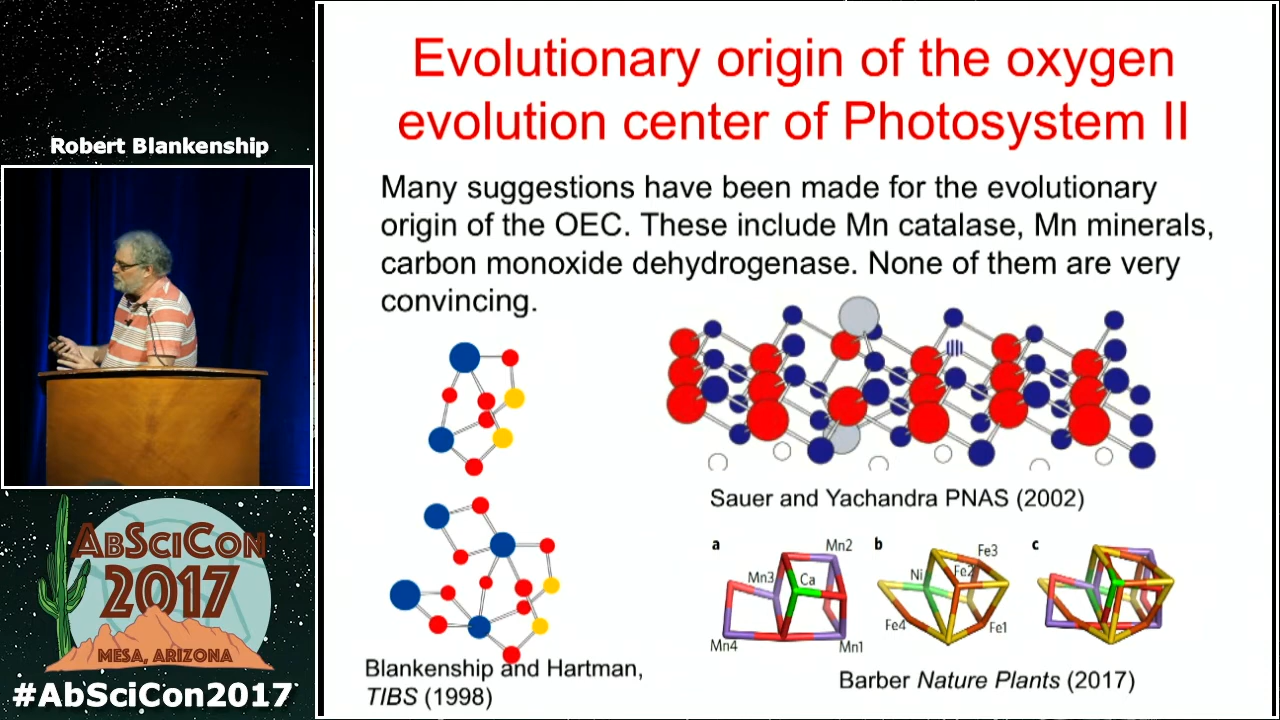 Robert Blankenship
ABSCICON
2017
MESA, ARIZONA
#AbSciCon2017
Evolutionary origin of the oxygen
evolution center of Photosystem II
Many suggestions have been made for the evolutionary
origin of the OEC. These include Mn catalase, Mn minerals,
carbon monoxide dehydrogenase. None of them are very
convincing.
Sauer and Yachandra PNAS (2002)
a
Mn2
Mn3
Ca
Mn4
Mn1
b
Fe3
Ni
Fe2
Fe4
Fe1
c
Blankenship and Hartman,
TIBS (1998)
Barber Nature Plants (2017)